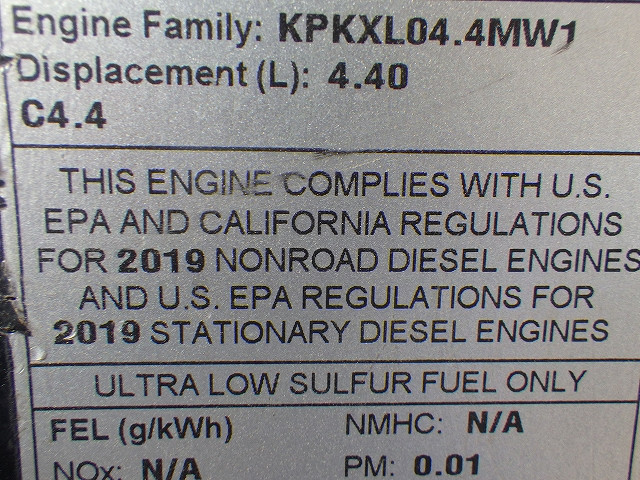 Engine Family: KPKXL04.4MW1
Displacement (L): 4.40
C4.4
THIS ENGINE COMPLIES WITH U.S.
EPA AND CALIFORNIA REGULATIONS
FOR 2019 NONROAD DIESEL ENGINES
AND U.S. EPA REGULATIONS FOR
2019 STATIONARY DIESEL ENGINES
ULTRA LOW SULFUR FUEL ONLY
FEL (g/kWh) NMHC: N/A
NOx: N/A PM: 0.01